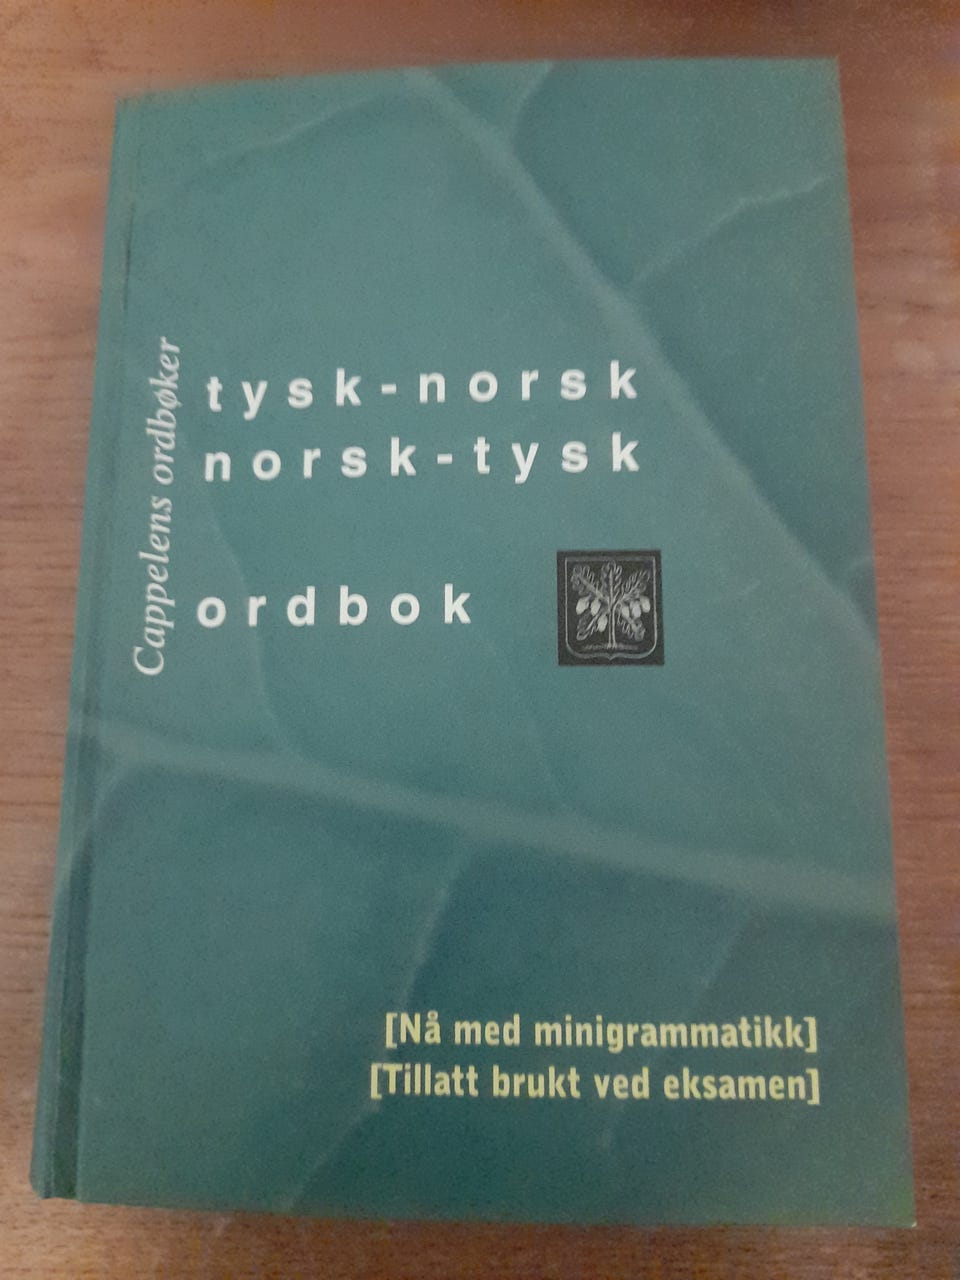 Cappelens ordbøker
tysk-norsk
norsk-tysk
ordbok
[Nå med minigrammatikk]
[Tillatt brukt ved eksamen]